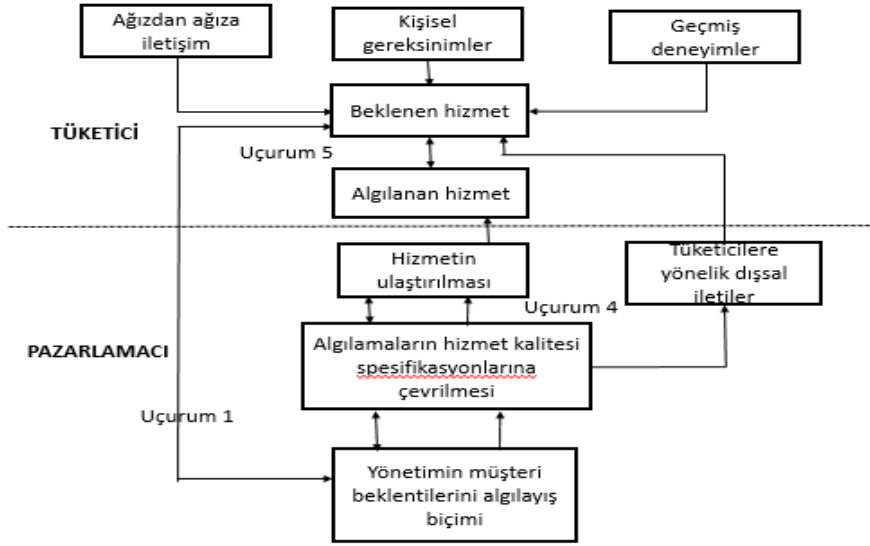 Ağızdan ağıza
iletişim
Kişisel
gereksinimler
Geçmiş
deneyimler
Beklenen hizmet
TÜKETİCİ
Uçurum 5
Algılanan hizmet
Hizmetin
ulaştırılması
Tüketicilere
yönelik dışsal
iletiler
Uçurum 4
PAZARLAMACI
Algılamaların hizmet kalitesi
spesifikasyonlarına
çevrilmesi
Uçurum 1
Yönetimin müşteri
beklentilerini algılayış
biçimi